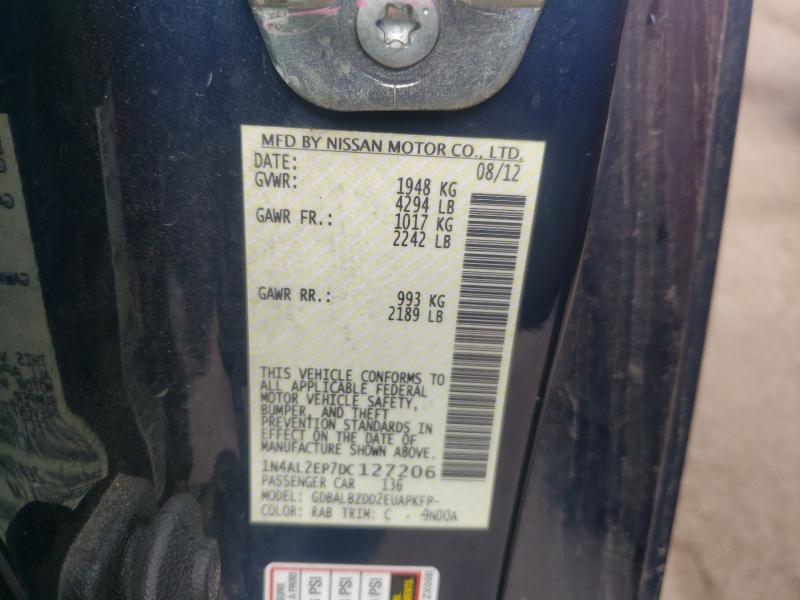 MFD BY NISSAN MOTOR CO., LTD.
DATE: 08/12
GVWR: 1948 KG
4294 LB
GAWR FR.: 1017 KG
2242 LB
GAWR RR.: 993 KG
2189 LB
THIS VEHICLE CONFORMS TO
ALL APPLICABLE FEDERAL
MOTOR VEHICLE SAFETY,
BUMPER, AND THEFT
PREVENTION STANDARDS IN
EFFECT ON THE DATE OF
MANUFACTURE SHOWN ABOVE.
1N4AL2EP7DC127206
PASSENGER CAR 136
MODEL:
COLOR: RAB TRIM: C -
PSI PSI PSI